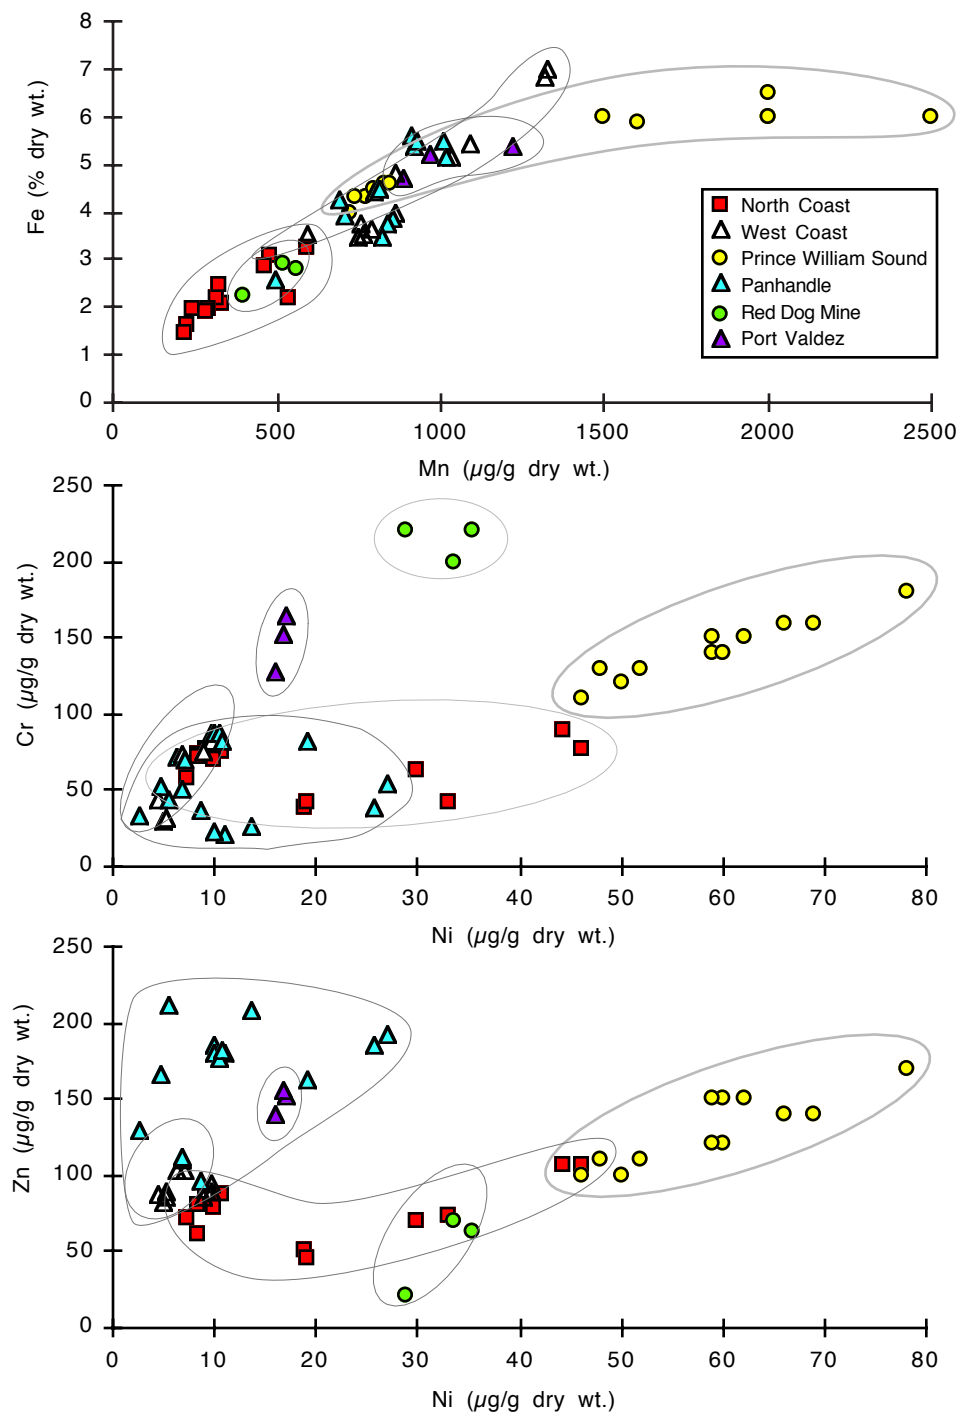 8
7
6
5
4
3
2
1
0
Fe (% dry wt.)
North Coast
West Coast
Prince William Sound
Panhandle
Red Dog Mine
Port Valdez
0 500 1000 1500 2000 2500
Mn (µg/g dry wt.)
250
200
150
100
50
0
Cr (µg/g dry wt.)
0 10 20 30 40 50 60 70 80
Ni (µg/g dry wt.)
250
200
150
100
50
0
Zn (µg/g dry wt.)
0 10 20 30 40 50 60 70 80
Ni (µg/g dry wt.)